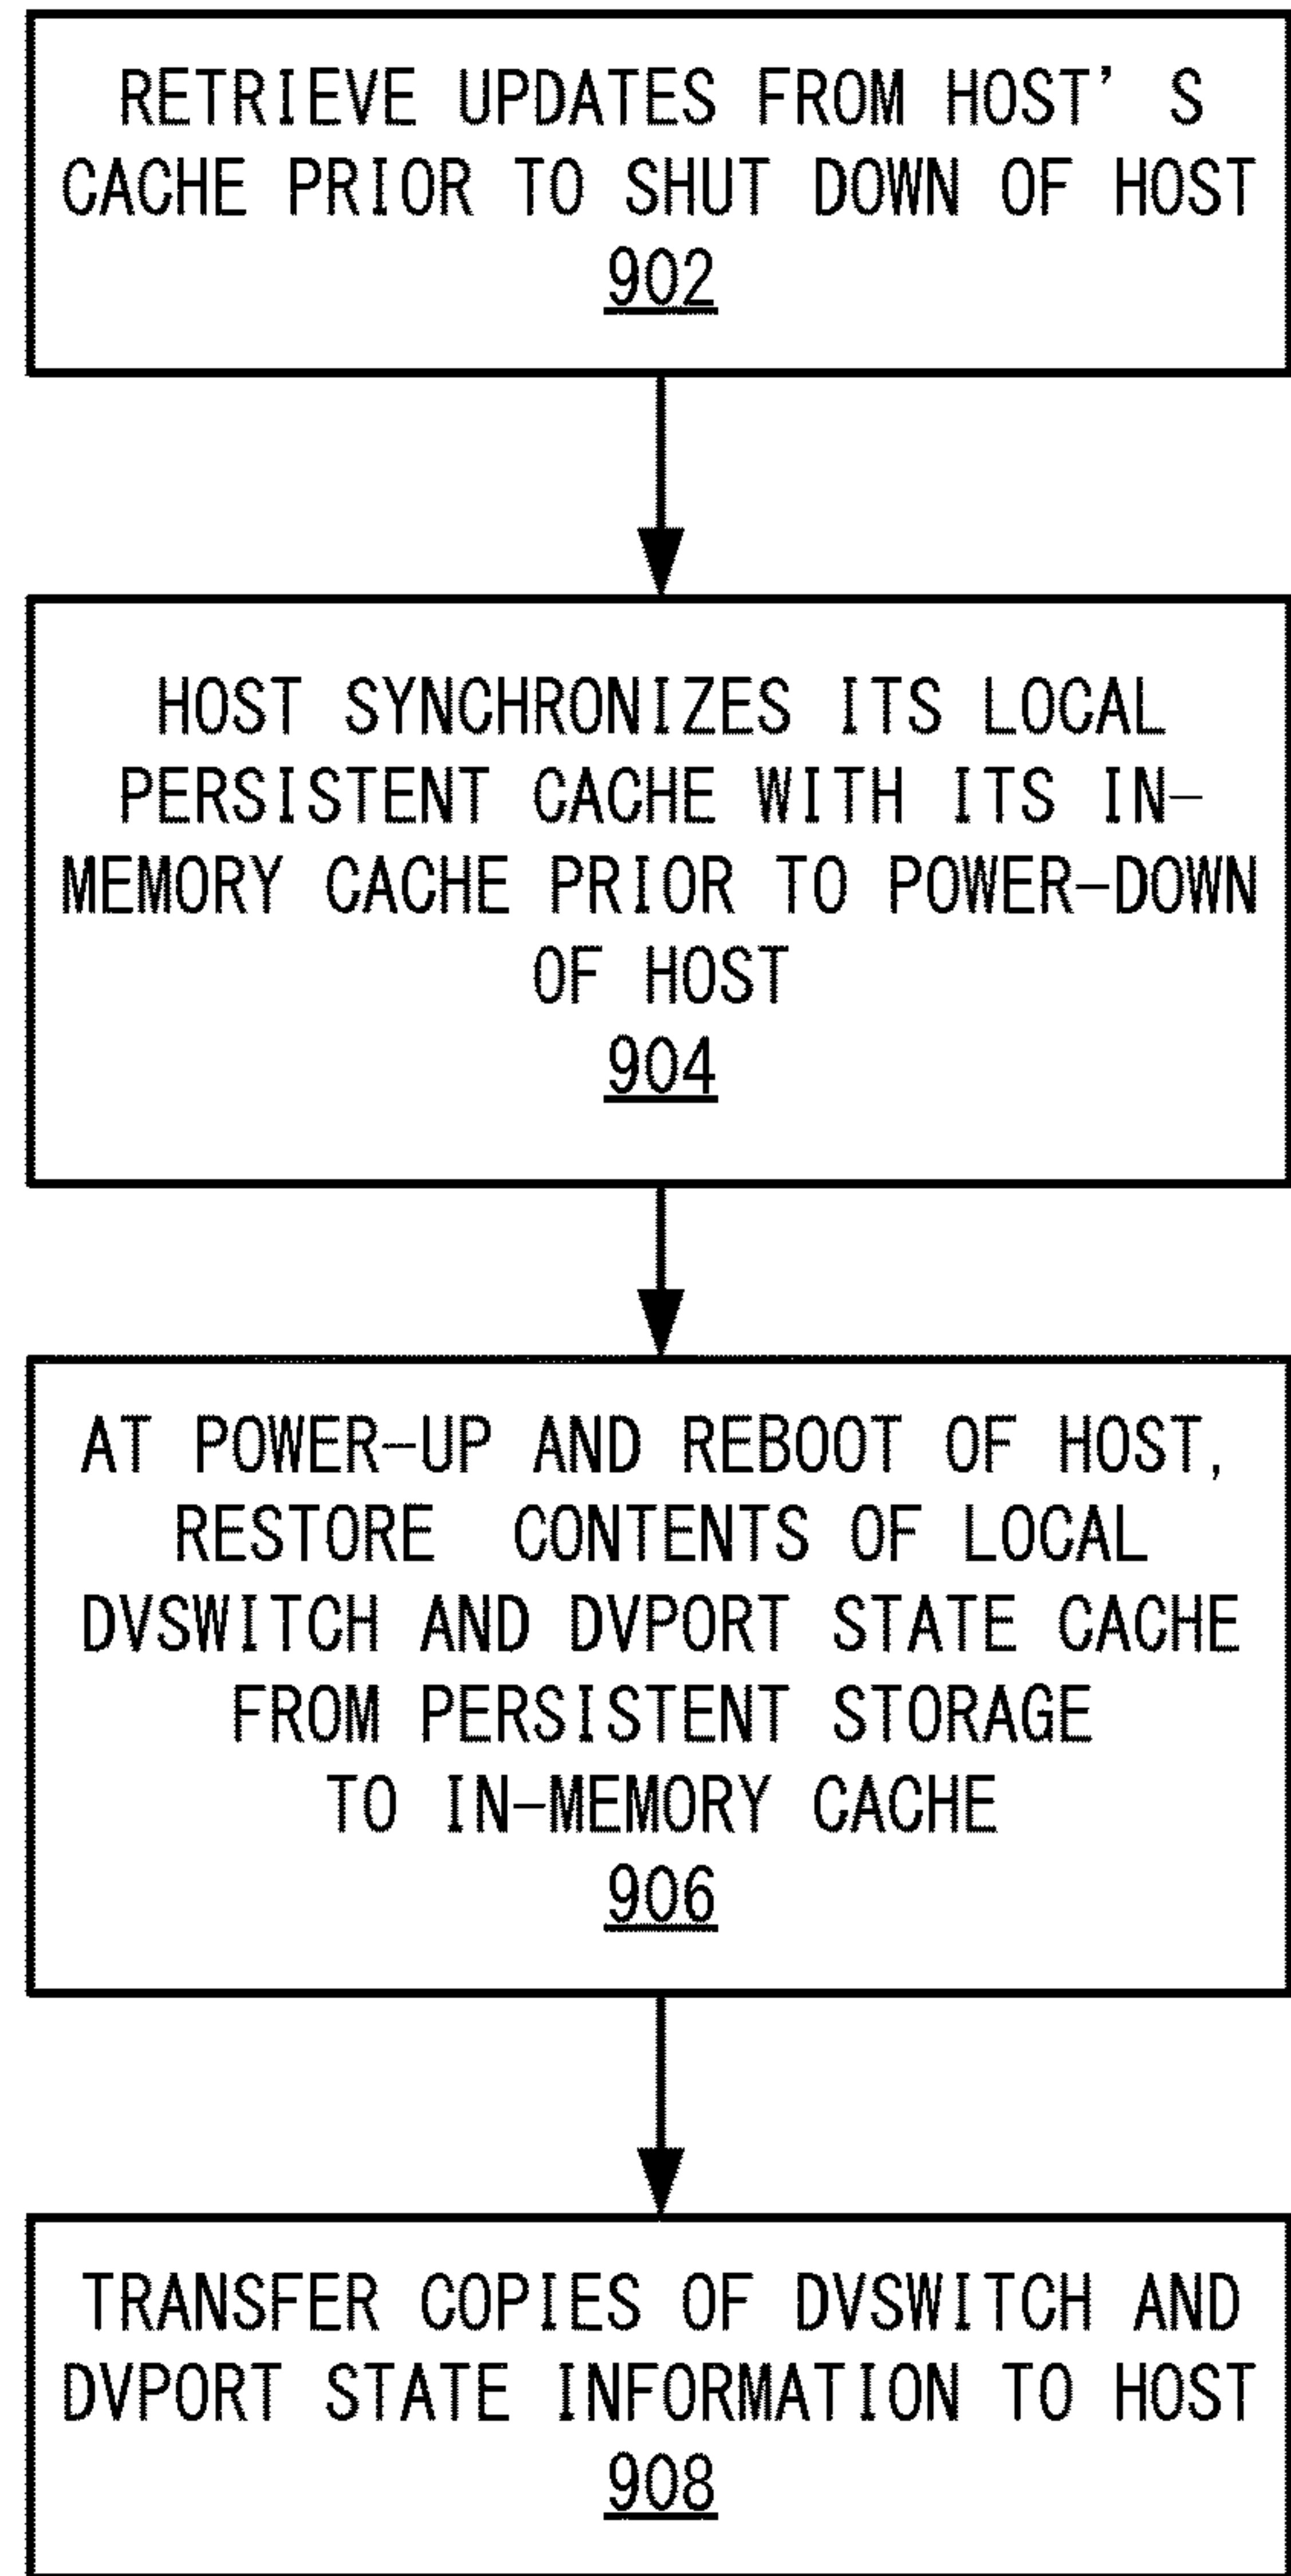 RETRIEVE UPDATES FROM HOST'S
CACHE PRIOR TO SHUT DOWN OF HOST
902
HOST SYNCHRONIZES ITS LOCAL
PERSISTENT CACHE WITH ITS IN-
MEMORY CACHE PRIOR TO POWER-DOWN
OF HOST
904
AT POWER-UP AND REBOOT OF HOST,
RESTORE CONTENTS OF LOCAL
DVSWITCH AND DVPORT STATE CACHE
FROM PERSISTENT STORAGE
TO IN-MEMORY CACHE
906
TRANSFER COPIES OF DVSWITCH AND
DVPORT STATE INFORMATION TO HOST
908